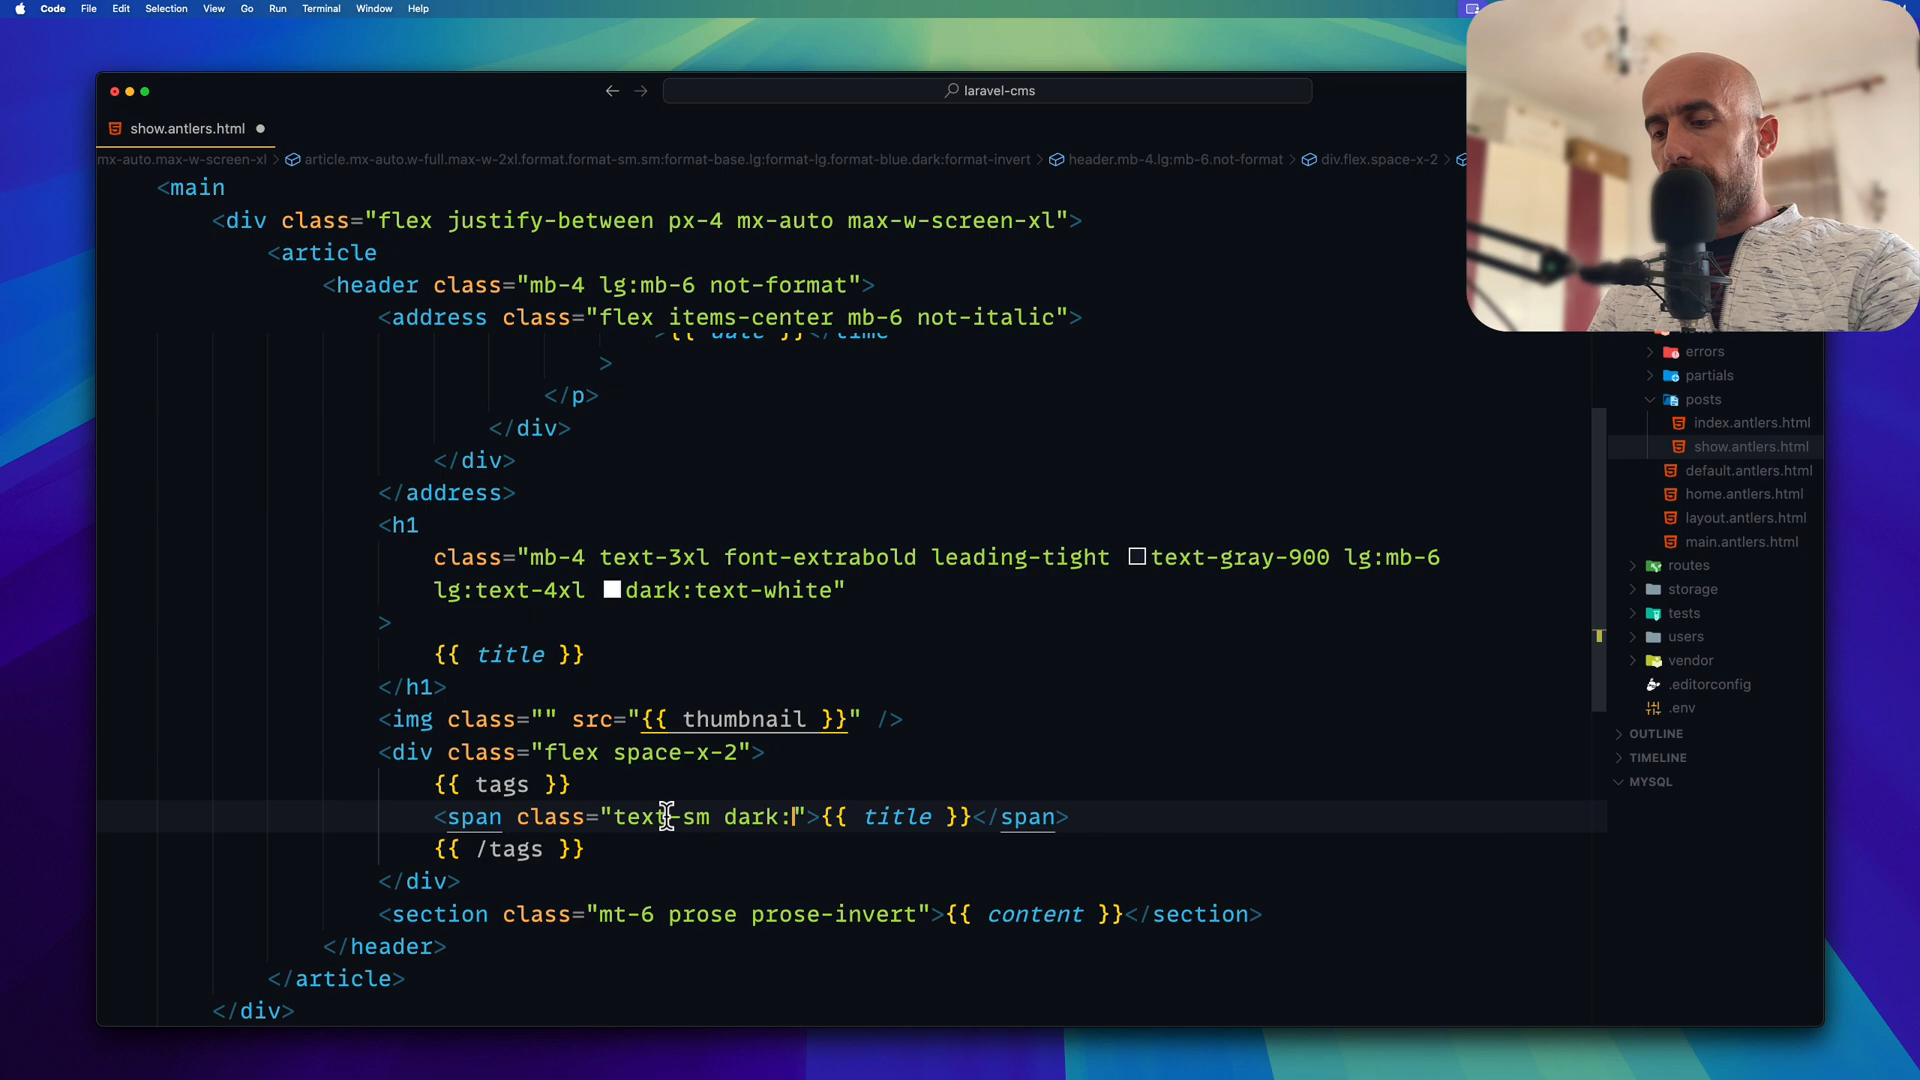 Code File Edit Selection View Go Run Terminal Window Help
laravel-cms
show.antlers.html
mx-auto.max-w-screen-xl > article.mx-auto.w-full.max-w-2xl.format.format-sm.sm:format-base.lg:format-lg.format-blue.dark:format-invert > header.mb-4.lg:mb-6.not-format > div.flex.space-x-2 >
<main
<div class="flex justify-between px-4 mx-auto max-w-screen-xl">
<article
<header class="mb-4 lg:mb-6 not-format">
<address class="flex items-center mb-6 not-italic">
>{{ date }}</time
>
</p>
</div>
</div>
</address>
<h1
class="mb-4 text-3xl font-extrabold leading-tight text-gray-900 lg:mb-6
lg:text-4xl dark:text-white"
>
{{ title }}
</h1>
<img class="" src="{{ thumbnail }}" />
<div class="flex space-x-2">
{{ tags }}
<span class="text-sm dark:">{{ title }}</span>
{{ /tags }}
</div>
<section class="mt-6 prose prose-invert">{{ content }}</section>
</header>
</article>
</div>
errors
partials
posts
index.antlers.html
show.antlers.html
default.antlers.html
home.antlers.html
layout.antlers.html
main.antlers.html
routes
storage
tests
users
vendor
.editorconfig
.env
OUTLINE
TIMELINE
MYSQL